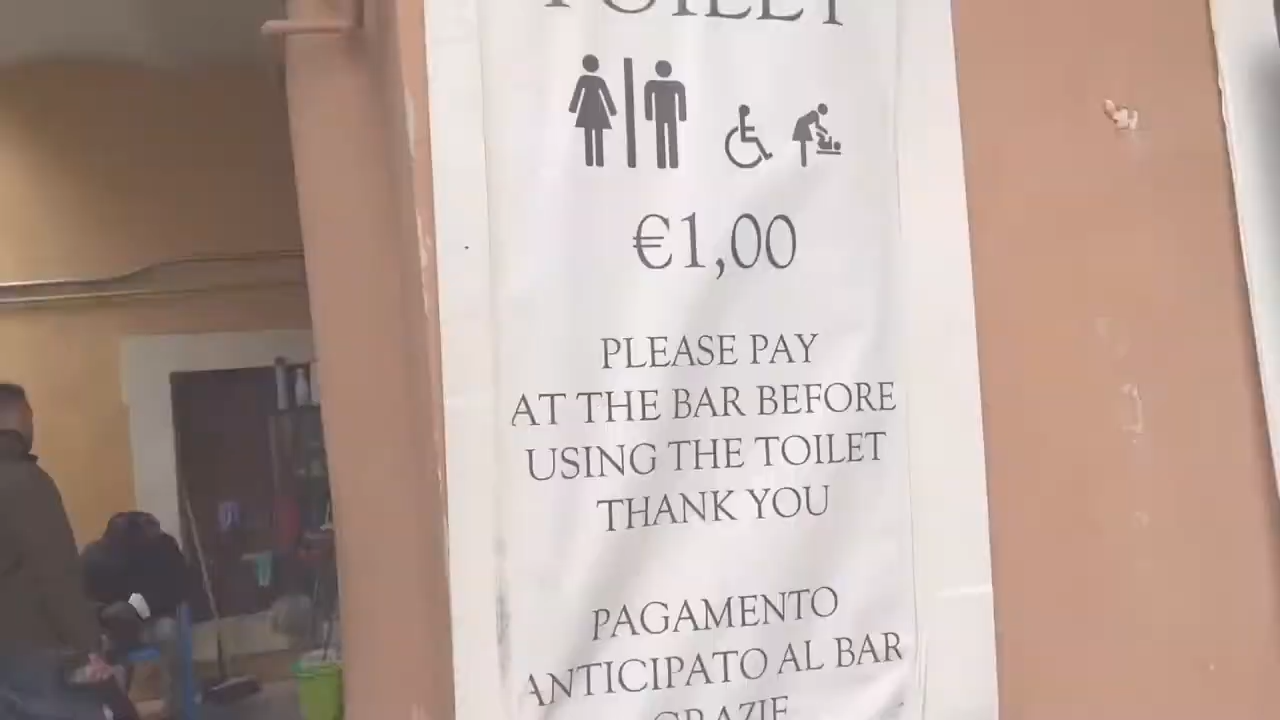 TOILET
€1,00
PLEASE PAY
AT THE BAR BEFORE
USING THE TOILET
THANK YOU
PAGAMENTO
ANTICIPATO AL BAR
GRAZIE